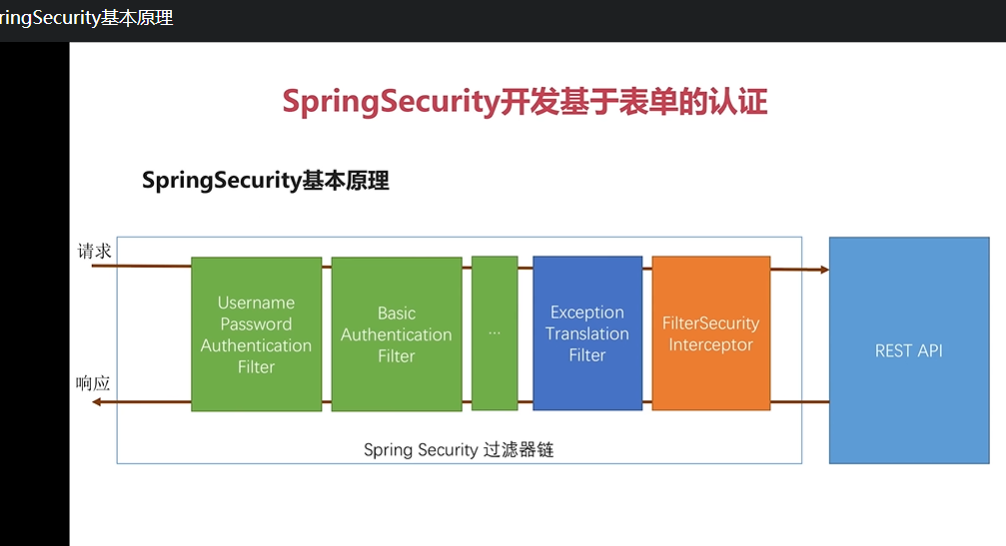 ringSecurity基本原理
SpringSecurity开发基于表单的认证
SpringSecurity基本原理
请求
Username
Password
Authentication
Filter
Basic
Authentication
Filter
...
Exception
Translation
Filter
FilterSecurity
Interceptor
REST API
响应
Spring Security 过滤器链